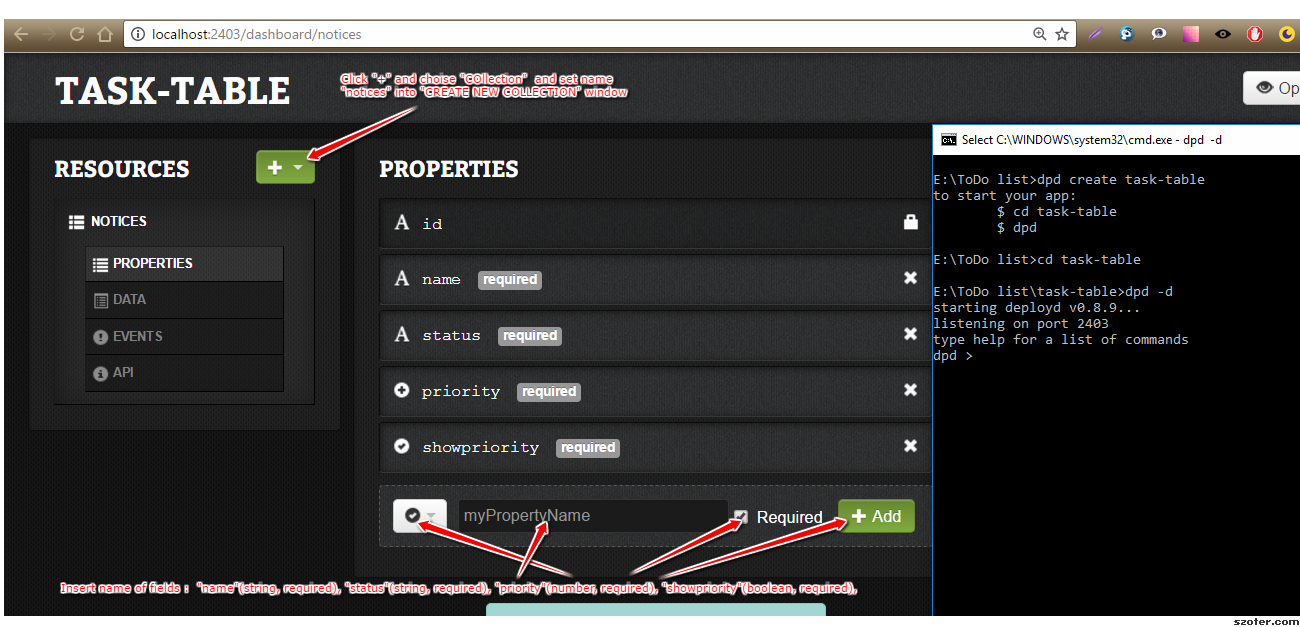 localhost:2403/dashboard/notices
TASK-TABLE
Click "+" and choise "COllection" and set name
"notices" into "CREATE NEW COLLECTION" window
Op
RESOURCES
NOTICES
PROPERTIES
DATA
EVENTS
API
PROPERTIES
A id
A name required
A status required
priority required
showpriority required
myPropertyName Required + Add
Insert name of fields : "name"(string, required), "status"(string, required), "priority"(number, required), "showpriority"(boolean, required),
Select C:\WINDOWS\system32\cmd.exe - dpd -d
E:\ToDo list>dpd create task-table
to start your app:
$ cd task-table
$ dpd
E:\ToDo list>cd task-table
E:\ToDo list\task-table>dpd -d
starting deployd v0.8.9...
listening on port 2403
type help for a list of commands
dpd >
szoter.com